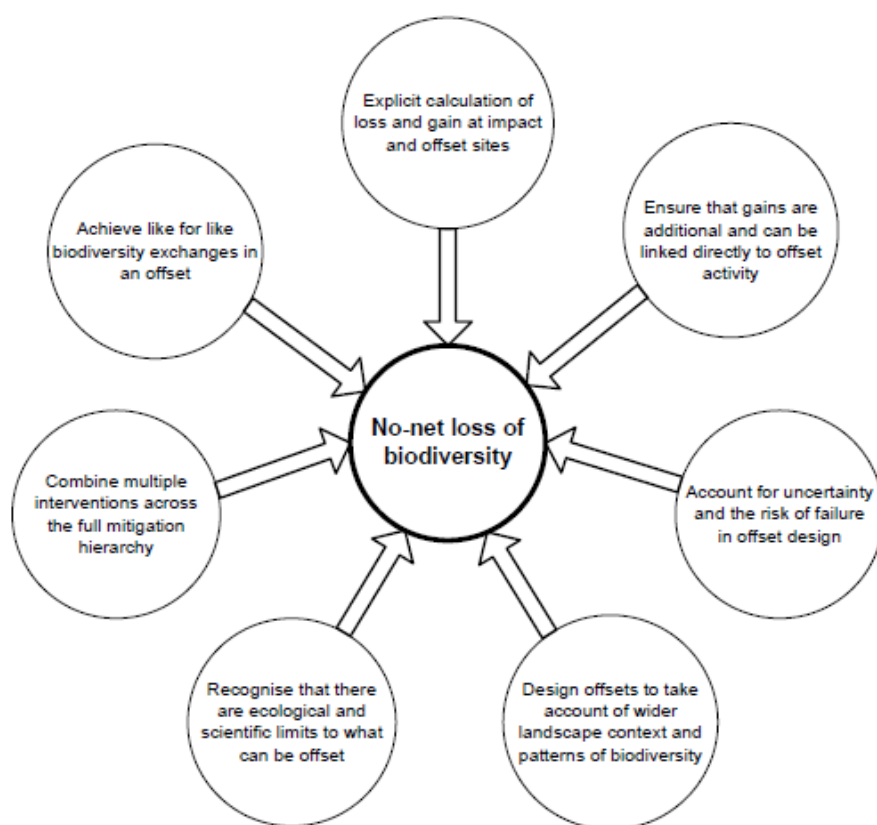 Explicit calculation of
loss and gain at impact
and offset sites
Ensure that gains are
additional and can be
linked directly to offset
activity
Account for uncertainty
and the risk of failure
in offset design
Design offsets to take
account of wider
landscape context and
patterns of biodiversity
Recognise that there
are ecological and
scientific limits to what
can be offset
Combine multiple
interventions across
the full mitigation
hierarchy
Achieve like for like
biodiversity exchanges in
an offset
No-net loss of
biodiversity